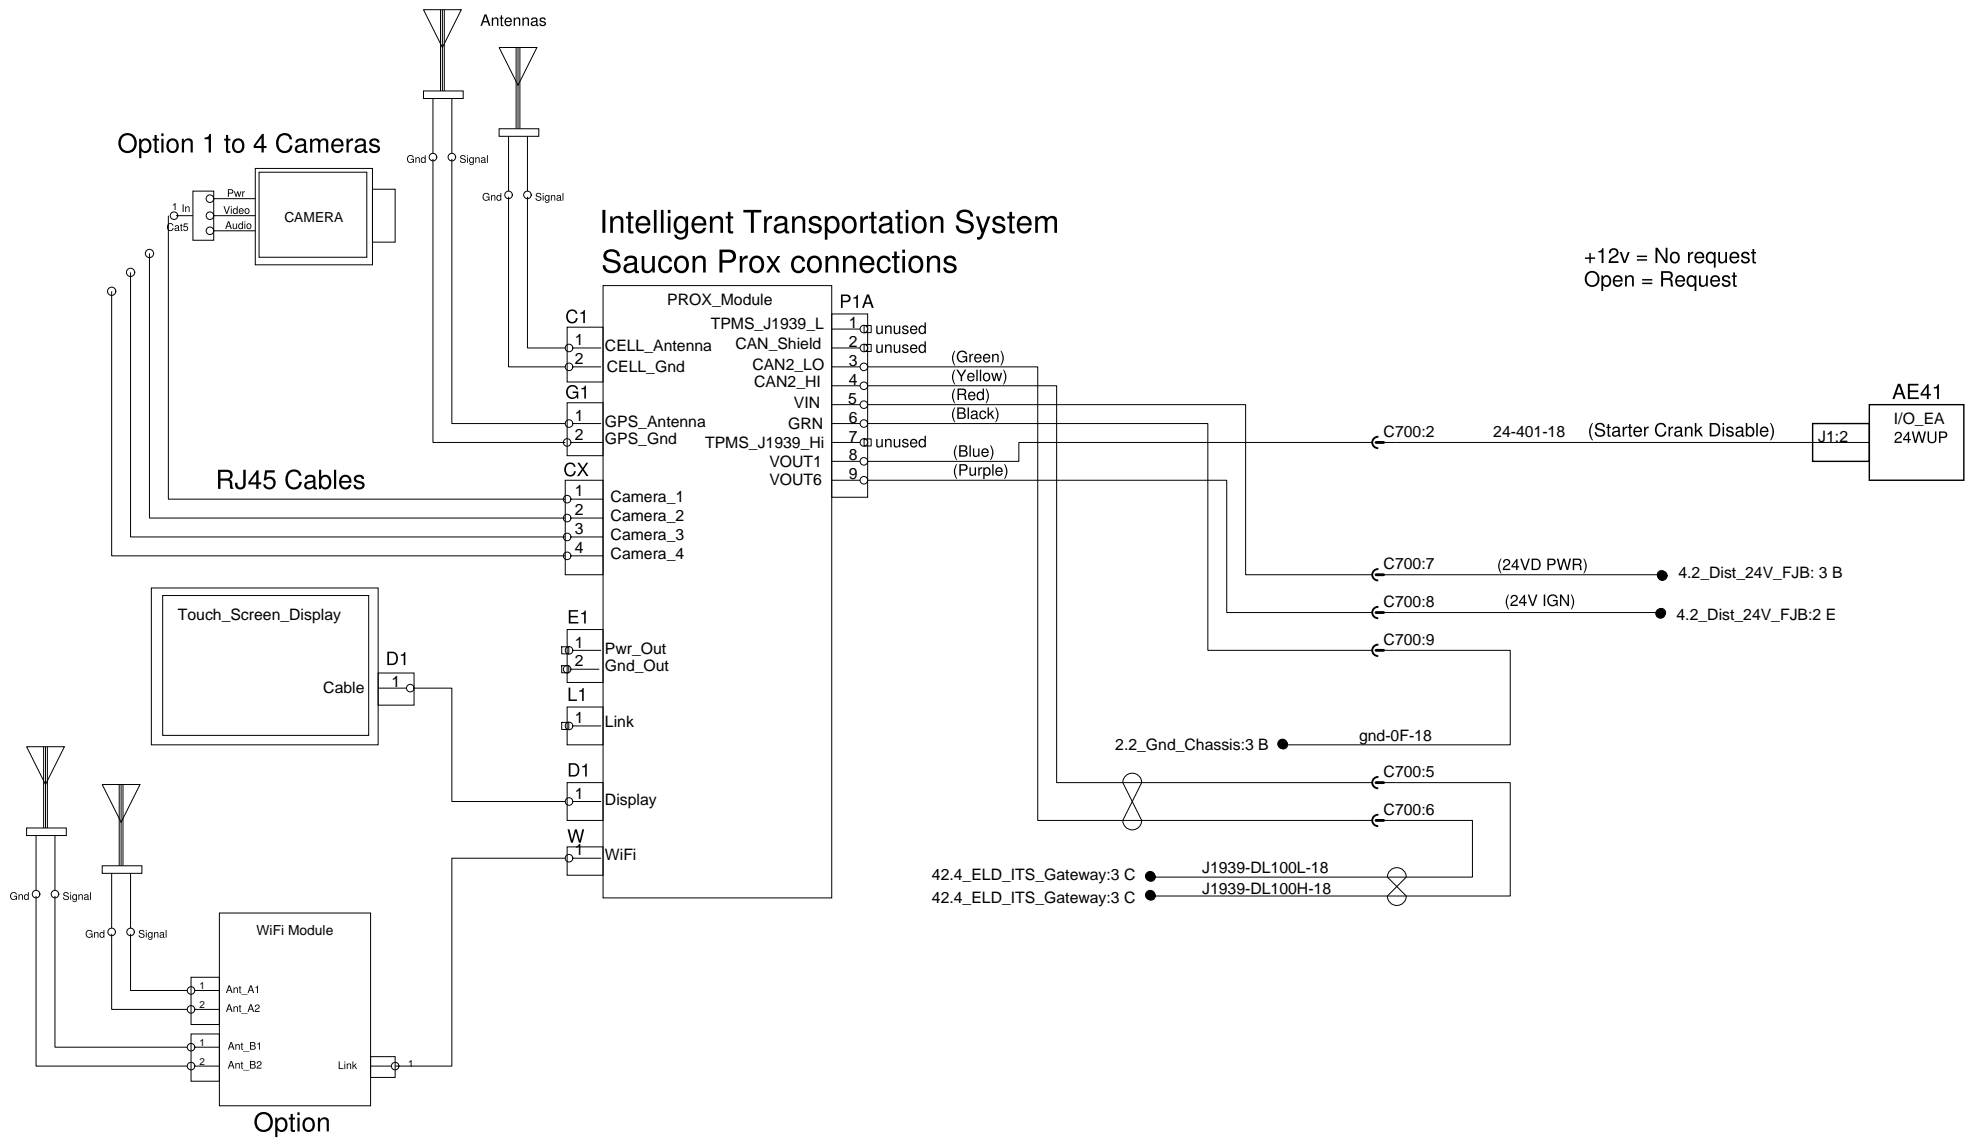 Antennas
Option 1 to 4 Cameras
Gnd
Signal
Gnd
Signal
Pwr
1 In
Video
Cat5
Audio
CAMERA
Intelligent Transportation System
Saucon Prox connections
+12v = No request
Open = Request
PROX_Module
C1
1 CELL_Antenna
2 CELL_Gnd
G1
1 GPS_Antenna
2 GPS_Gnd
CX
RJ45 Cables
1 Camera_1
2 Camera_2
3 Camera_3
4 Camera_4
E1
1 Pwr_Out
2 Gnd_Out
L1
1 Link
D1
1 Display
W
1 WiFi
P1A
TPMS_J1939_L 1 unused
CAN_Shield 2 unused
CAN2_LO 3 (Green)
CAN2_HI 4 (Yellow)
VIN 5 (Red)
GRN 6 (Black)
TPMS_J1939_Hi 7 unused
VOUT1 8 (Blue)
VOUT6 9 (Purple)
C700:2 24-401-18 (Starter Crank Disable)
J1:2
AE41
I/O_EA
24WUP
C700:7 (24VD PWR) 4.2_Dist_24V_FJB: 3 B
C700:8 (24V IGN) 4.2_Dist_24V_FJB:2 E
C700:9
2.2_Gnd_Chassis:3 B gnd-0F-18
C700:5
C700:6
42.4_ELD_ITS_Gateway:3 C J1939-DL100L-18
42.4_ELD_ITS_Gateway:3 C J1939-DL100H-18
Touch_Screen_Display
D1
Cable 1
Gnd
Signal
Gnd
Signal
WiFi Module
1 Ant_A1
2 Ant_A2
1 Ant_B1
2 Ant_B2
Link 1
Option